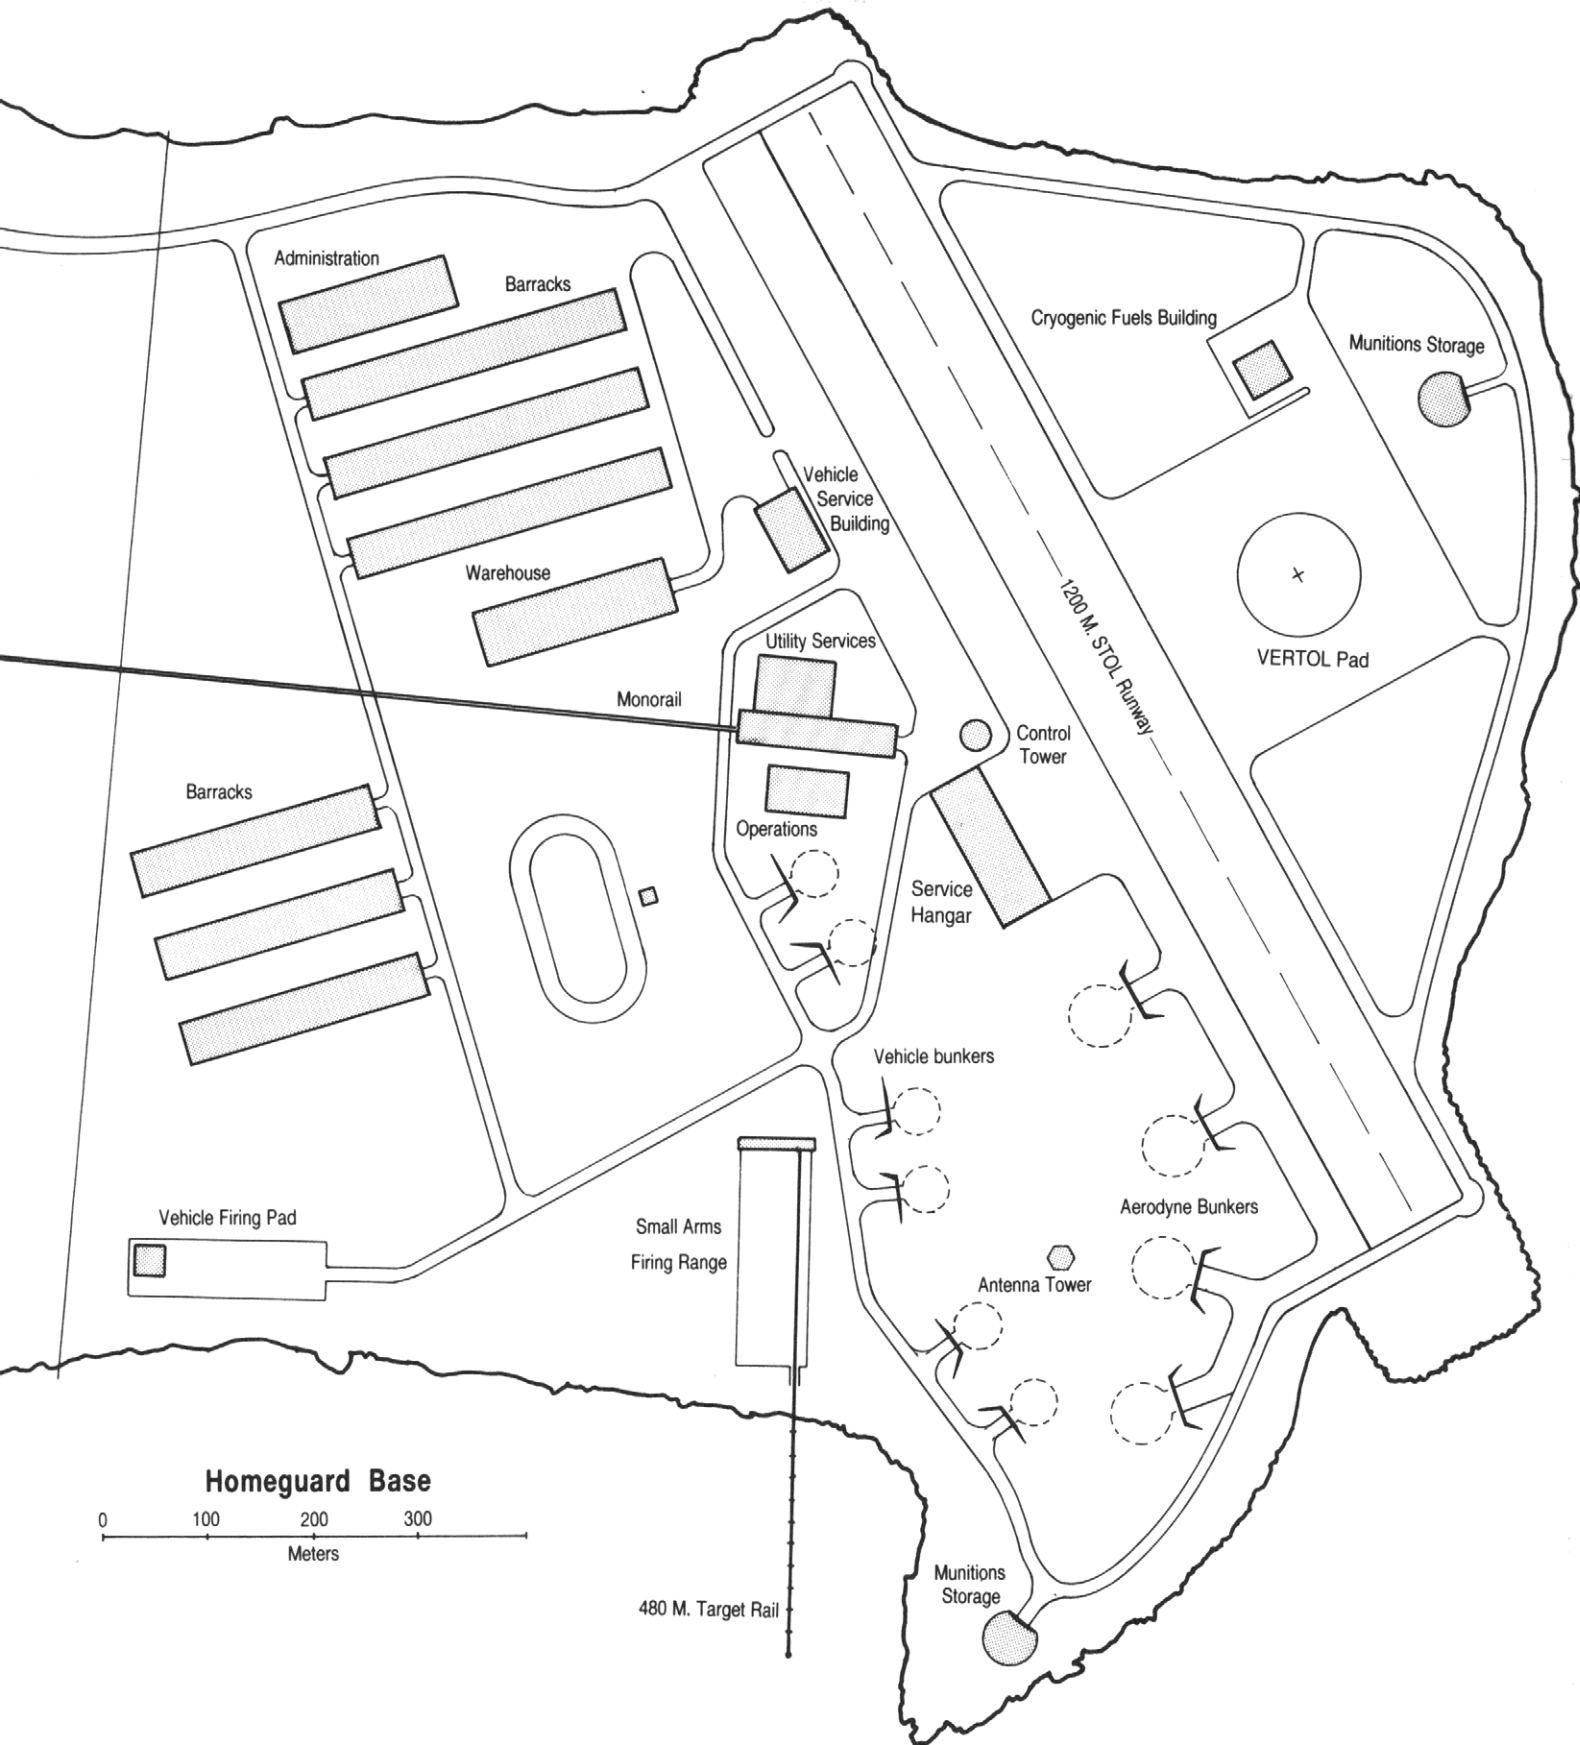 Administration
Barracks
Cryogenic Fuels Building
Munitions Storage
Vehicle
Service
Building
Warehouse
1200 M. STOL Runway
Utility Services
VERTOL Pad
Monorail
Control
Tower
Barracks
Operations
Service
Hangar
Vehicle bunkers
Aerodyne Bunkers
Vehicle Firing Pad
Small Arms
Firing Range
Antenna Tower
Homeguard Base
0 100 200 300
Meters
Munitions
Storage
480 M. Target Rail